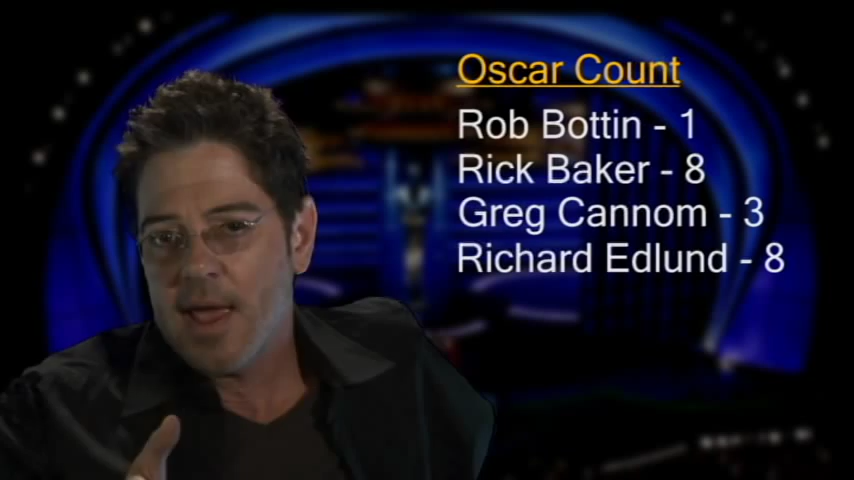 Oscar Count
Rob Bottin - 1
Rick Baker - 8
Greg Cannom - 3
Richard Edlund - 8